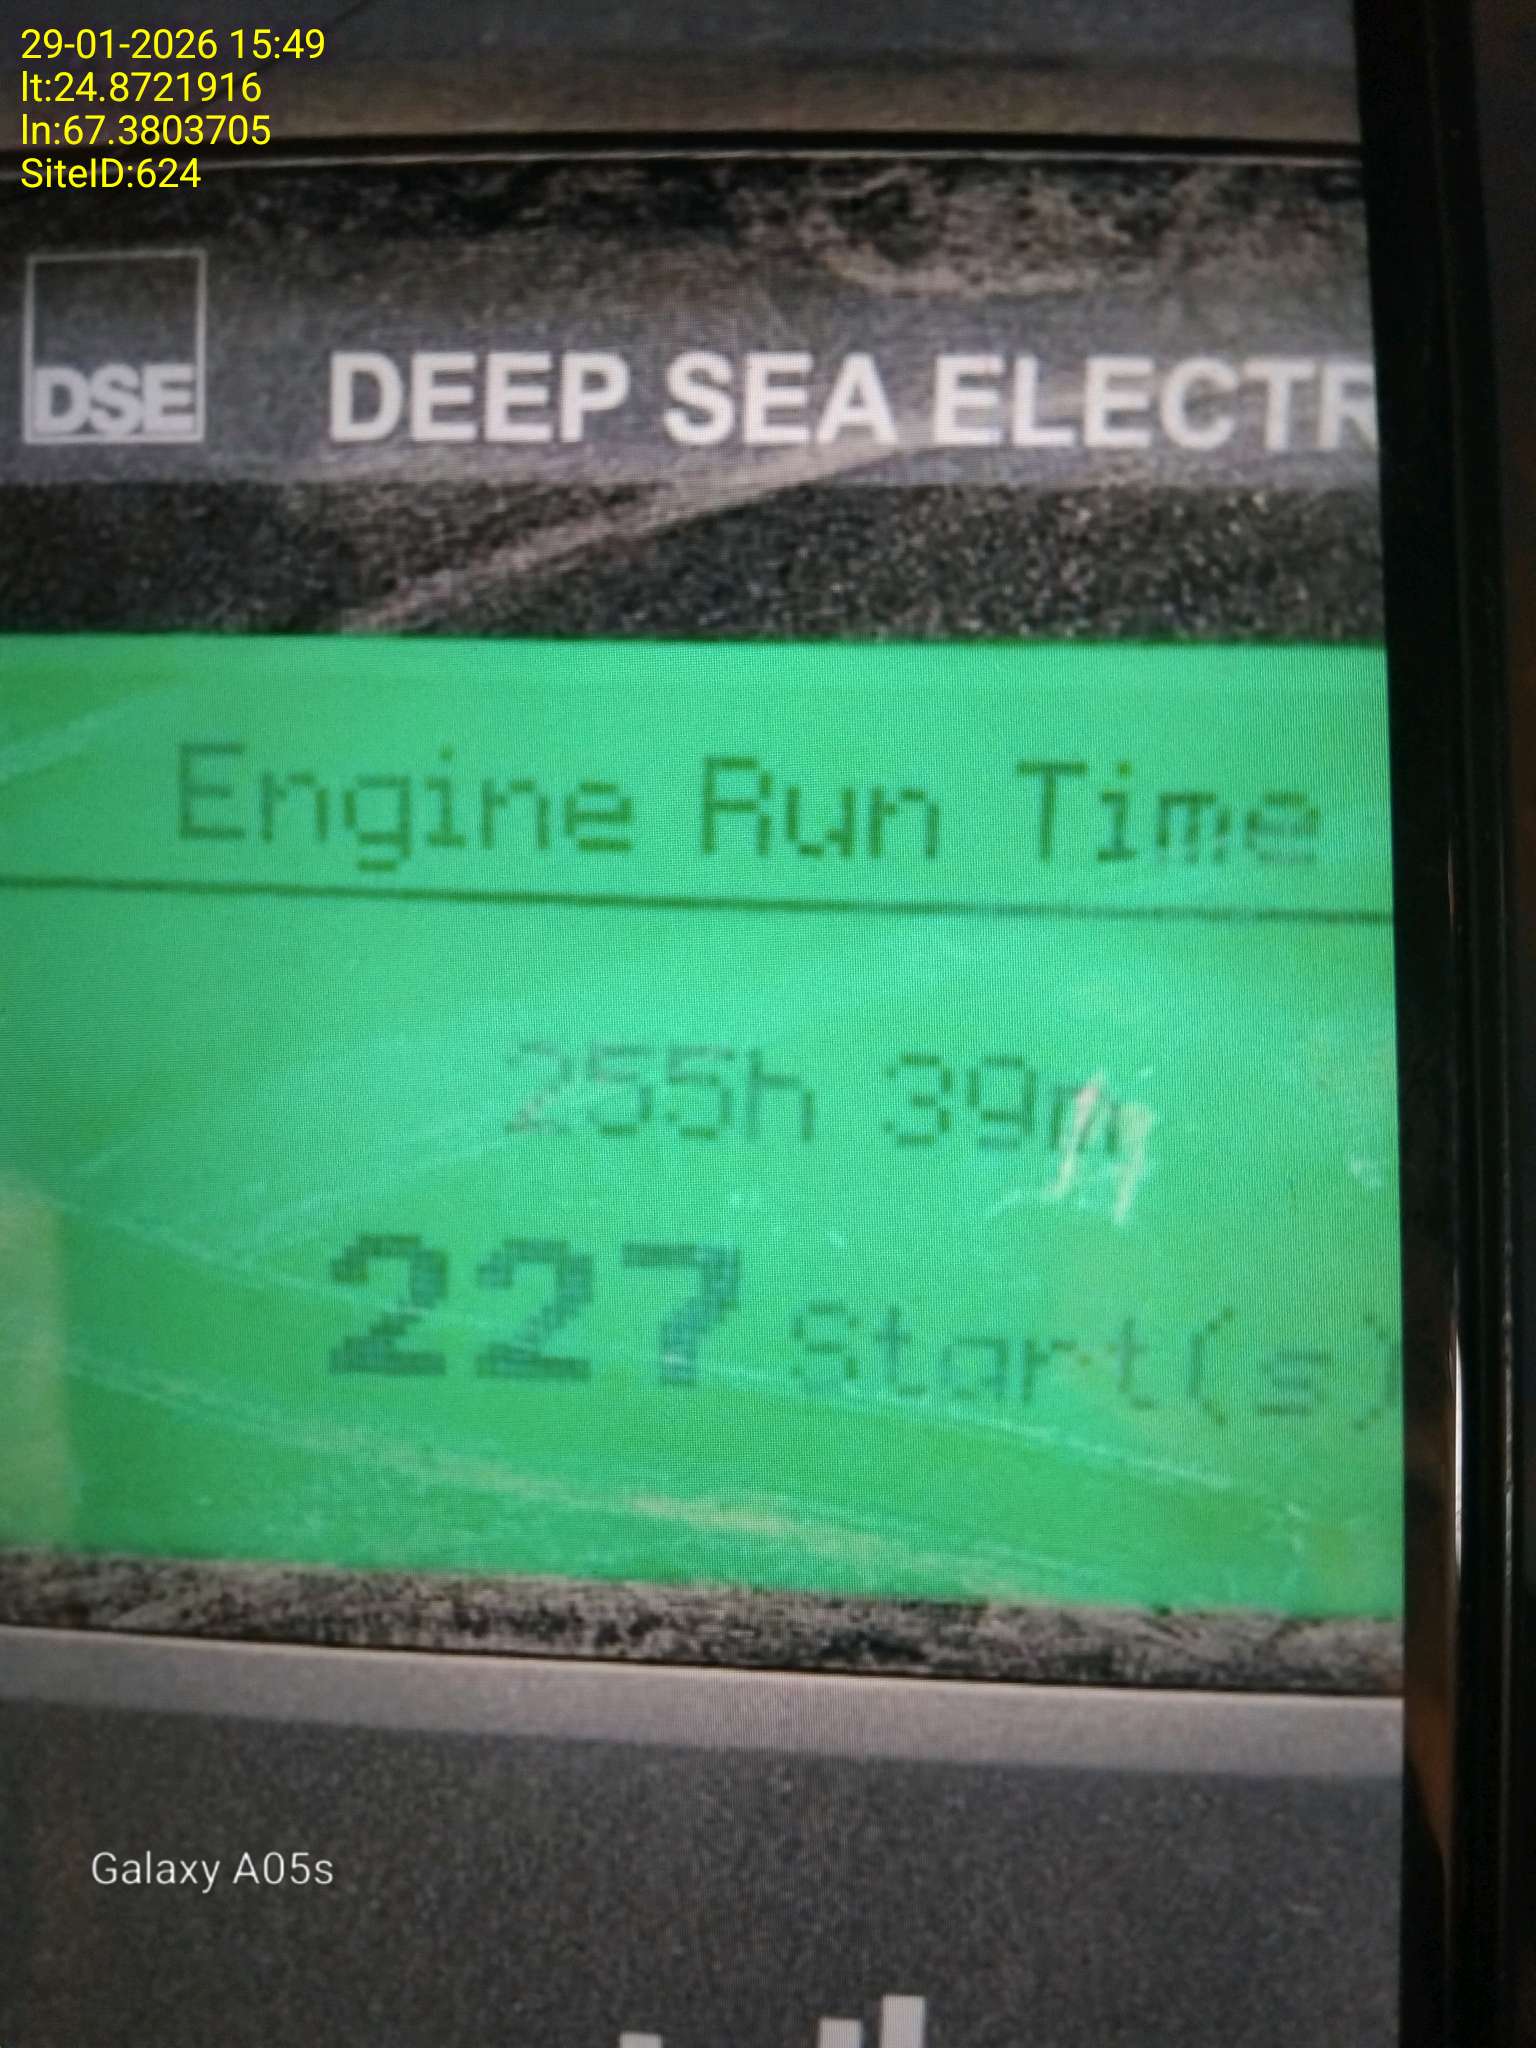 29-01-2026 15:49
lt:24.8721916
ln:67.3803705
SiteID:624
DSE DEEP SEA ELECTR
Engine Run Time
255h 39m
227 Start(s)
Galaxy A05s